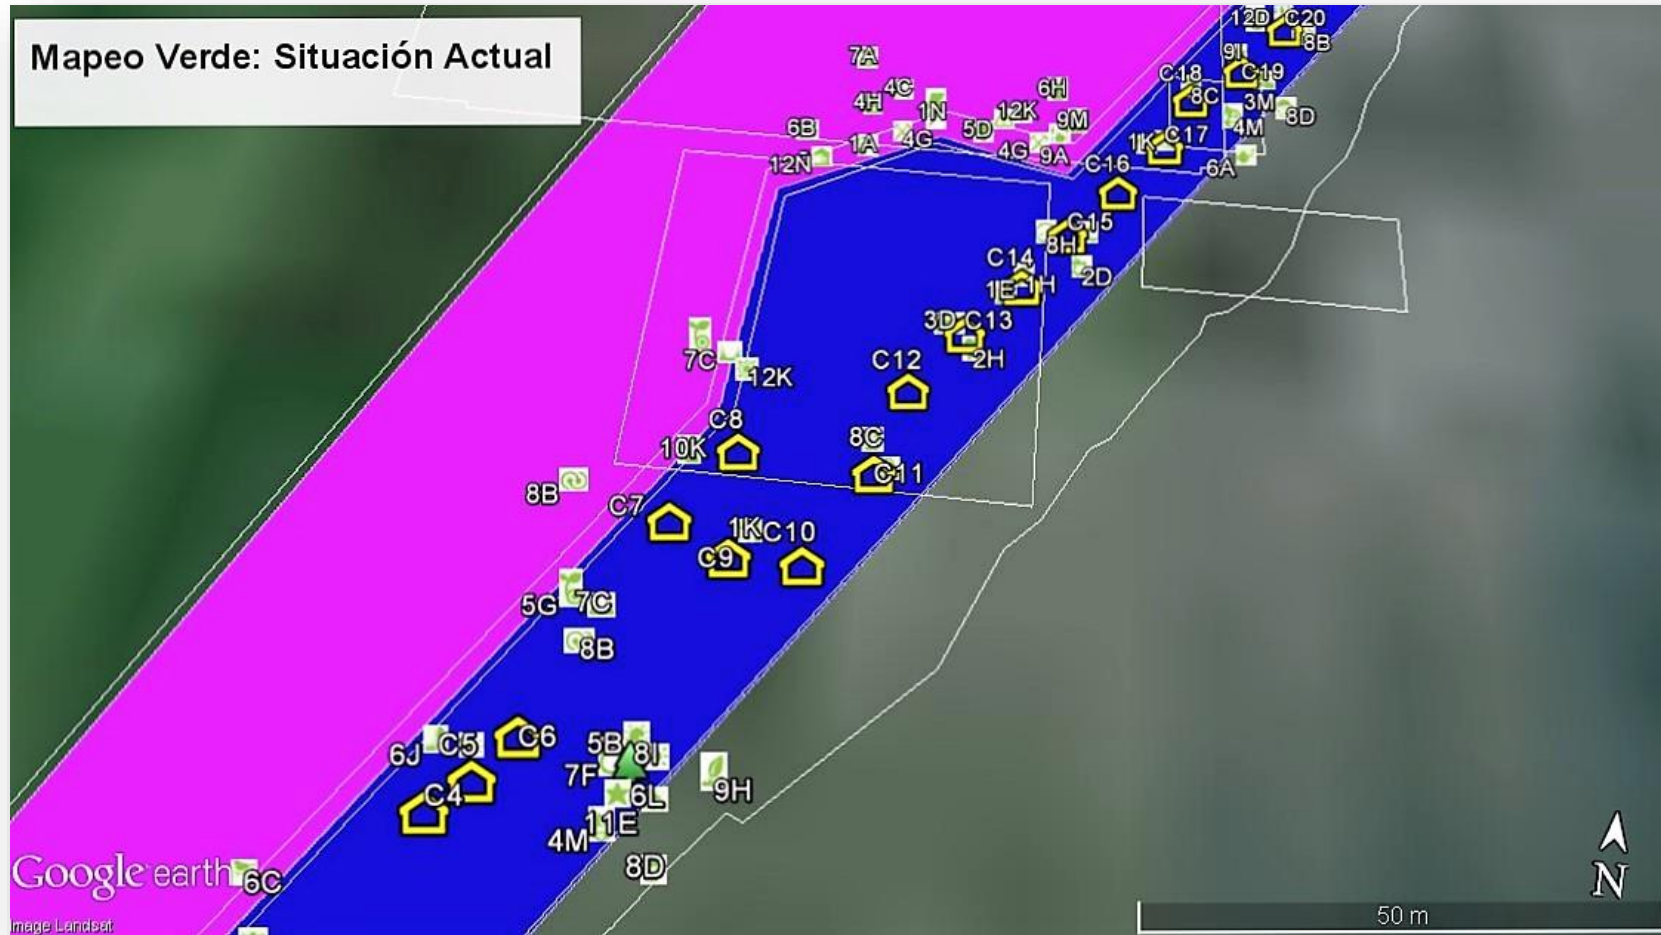 Mapeo Verde: Situación Actual
12D
C20
8B
9I
C19
C18
8C
3M
8D
4M
7A
4C
6H
4H
1N
12K
9M
6B
5D
4G
1A
4G
9A
12Ñ
1K
C17
C16
6A
C15
8H
2D
C14
1E
1H
3D
C13
2H
C12
7C
12K
C8
10K
8C
C11
8B
C7
1K
C10
C9
5G
7C
8B
6J
C5
C6
5B
8I
7F
9H
C4
6L
11E
4M
8D
6C
Google earth
Image Landsat
N
50 m